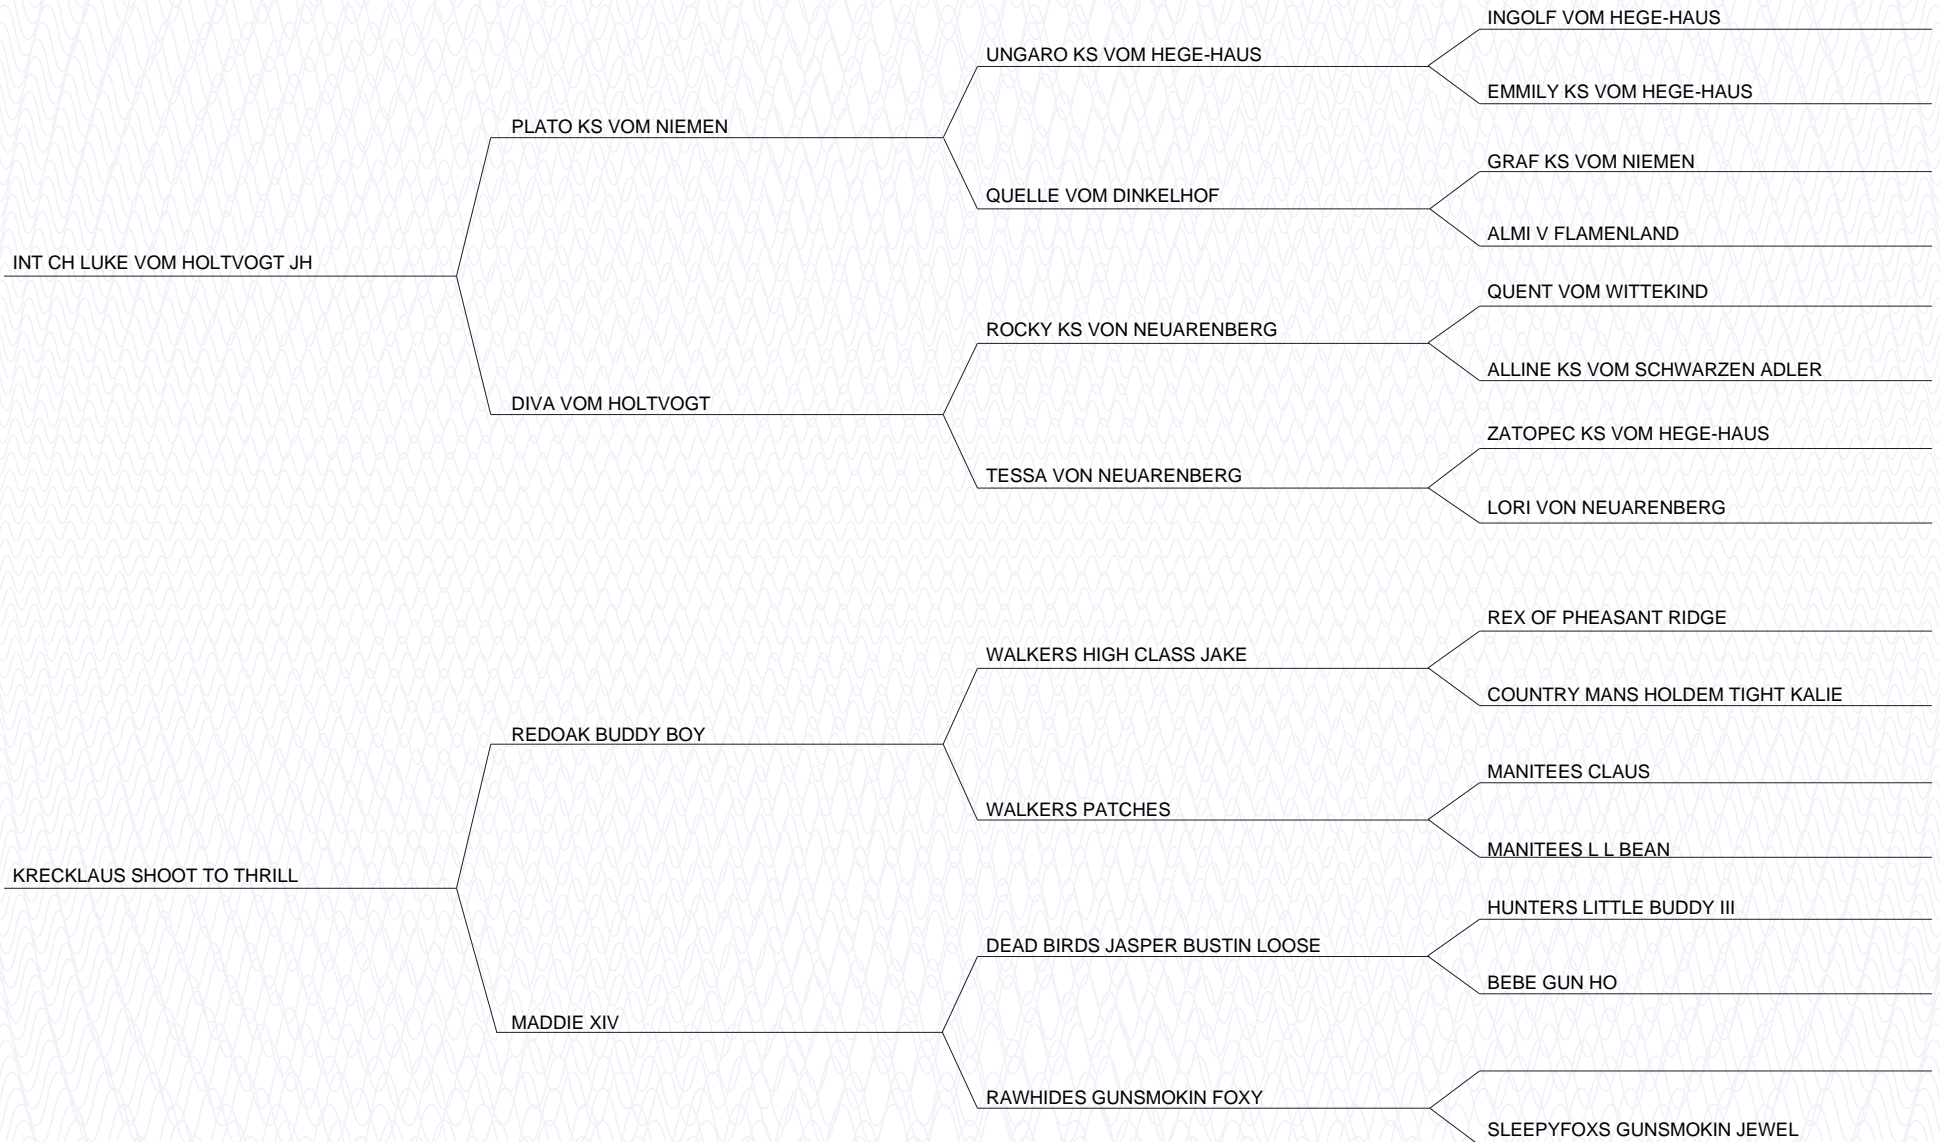 INGOLF VOM HEGE-HAUS
UNGARO KS VOM HEGE-HAUS
EMMILY KS VOM HEGE-HAUS
PLATO KS VOM NIEMEN
GRAF KS VOM NIEMEN
QUELLE VOM DINKELHOF
ALMI V FLAMENLAND
INT CH LUKE VOM HOLTVOGT JH
QUENT VOM WITTEKIND
ROCKY KS VON NEUARENBERG
ALLINE KS VOM SCHWARZEN ADLER
DIVA VOM HOLTVOGT
ZATOPEC KS VOM HEGE-HAUS
TESSA VON NEUARENBERG
LORI VON NEUARENBERG
REX OF PHEASANT RIDGE
WALKERS HIGH CLASS JAKE
COUNTRY MANS HOLDEM TIGHT KALIE
REDOAK BUDDY BOY
MANITEES CLAUS
WALKERS PATCHES
MANITEES L L BEAN
KRECKLAUS SHOOT TO THRILL
HUNTERS LITTLE BUDDY III
DEAD BIRDS JASPER BUSTIN LOOSE
BEBE GUN HO
MADDIE XIV
RAWHIDES GUNSMOKIN FOXY
SLEEPYFOXS GUNSMOKIN JEWEL